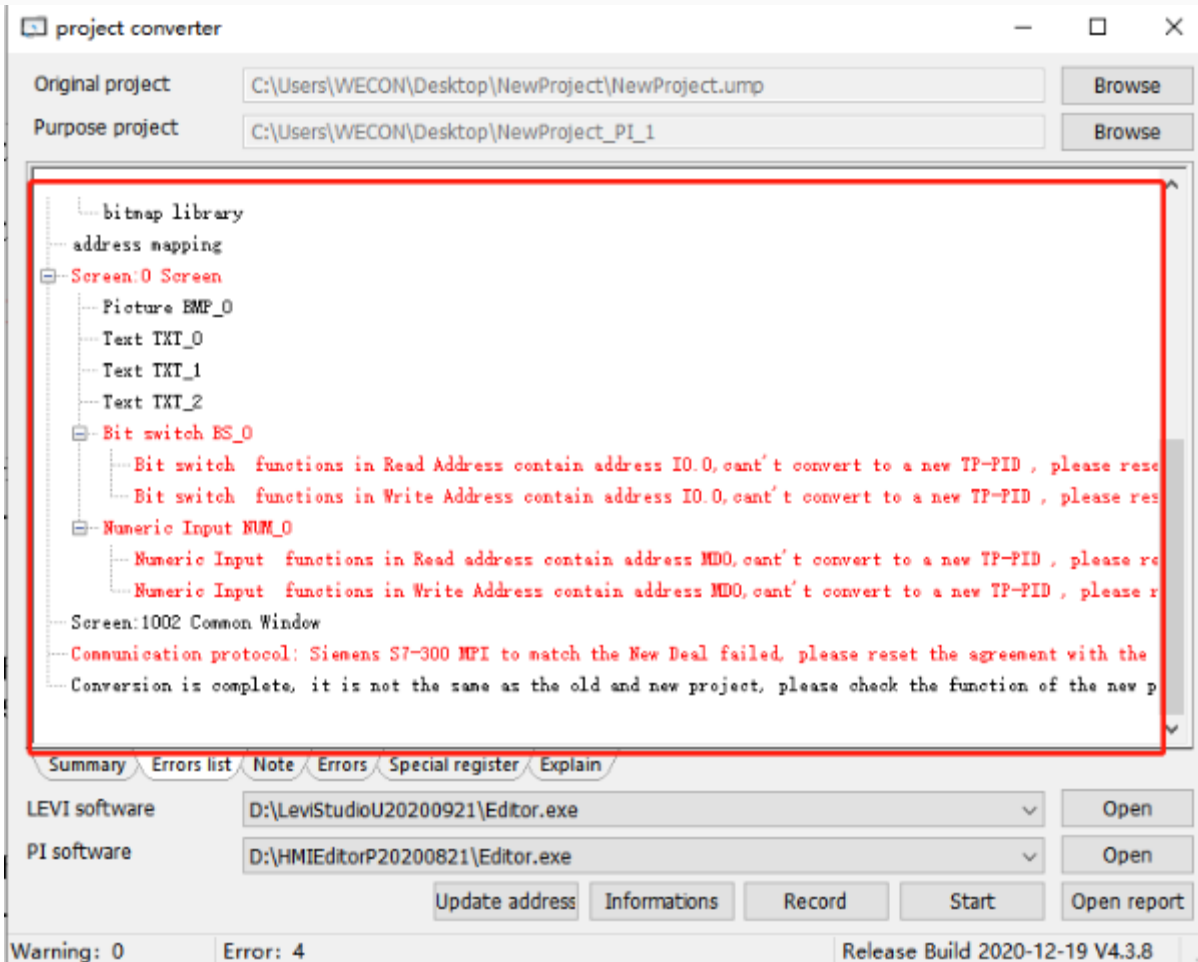 project converter
Original project
C:\Users\WECON\Desktop\NewProject\NewProject.ump
Browse
Purpose project
C:\Users\WECON\Desktop\NewProject_PI_1
Browse
bitmap library
address mapping
Screen:0 Screen
Picture BMP_0
Text TXT_0
Text TXT_1
Text TXT_2
Bit switch BS_0
Bit switch  functions in Read Address contain address I0.0,cant't convert to a new TP-PID , please rese
Bit switch  functions in Write Address contain address I0.0,cant't convert to a new TP-PID , please res
Numeric Input NUM_0
Numeric Input  functions in Read address contain address MD0,cant't convert to a new TP-PID , please re
Numeric Input  functions in Write Address contain address MD0,cant't convert to a new TP-PID , please r
Screen:1002 Common Window
Communication protocol: Siemens S7-300 MPI to match the New Deal failed, please reset the agreement with the
Conversion is complete, it is not the same as the old and new project, please check the function of the new p
Summary Errors list Note Errors Special register Explain
LEVI software
D:\LeviStudioU20200921\Editor.exe
Open
PI software
D:\HMIEditorP20200821\Editor.exe
Open
Update address Informations Record Start Open report
Warning: 0 Error: 4 Release Build 2020-12-19 V4.3.8